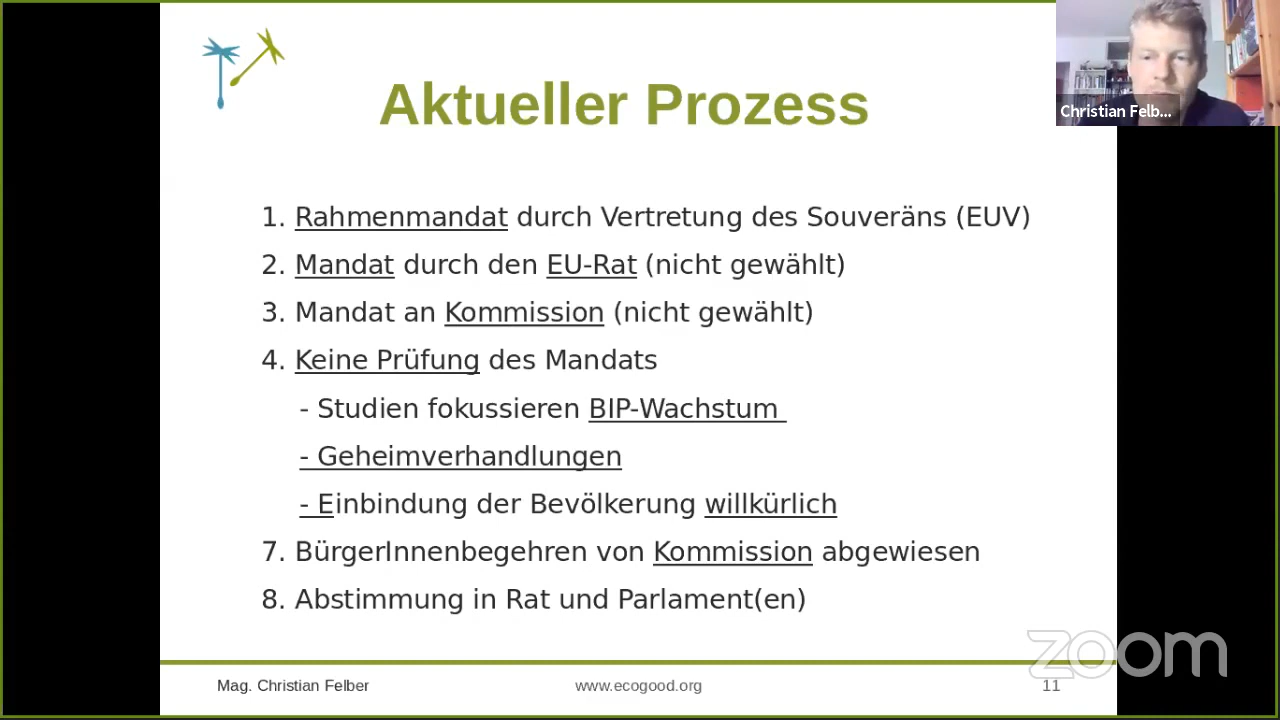 Aktueller Prozess
Christian Felb...
1. Rahmenmandat durch Vertretung des Souveräns (EUV)
2. Mandat durch den EU-Rat (nicht gewählt)
3. Mandat an Kommission (nicht gewählt)
4. Keine Prüfung des Mandats
- Studien fokussieren BIP-Wachstum
- Geheimverhandlungen
- Einbindung der Bevölkerung willkürlich
7. BürgerInnenbegehren von Kommission abgewiesen
8. Abstimmung in Rat und Parlament(en)
zoom
Mag. Christian Felber www.ecogood.org 11